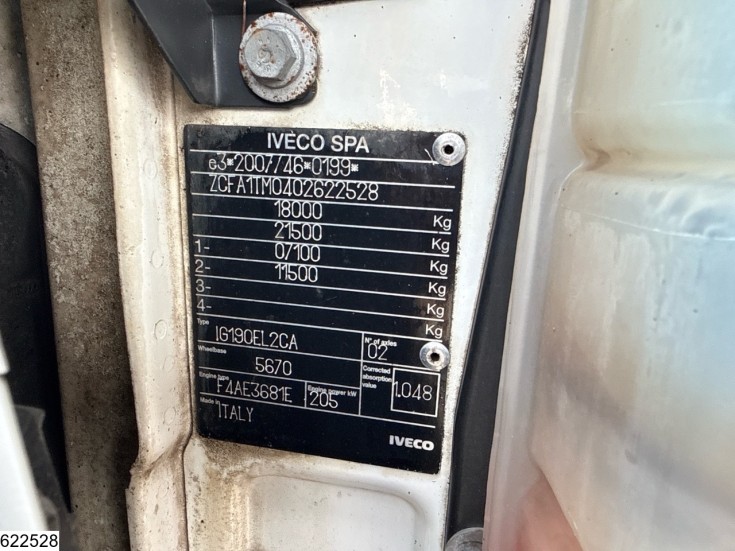 IVECO SPA
e3*2007/46*0199*
ZCFA1TM0402622528
18000 Kg
21500 Kg
1- 07100 Kg
2- 11500 Kg
3- Kg
4- Kg
Type IG190EL2CA N° of axles 02
Wheelbase 5670 Corrected absorption value 1.048
Engine type F4AE3681E Engine power kW 205
Made in ITALY
IVECO
622528